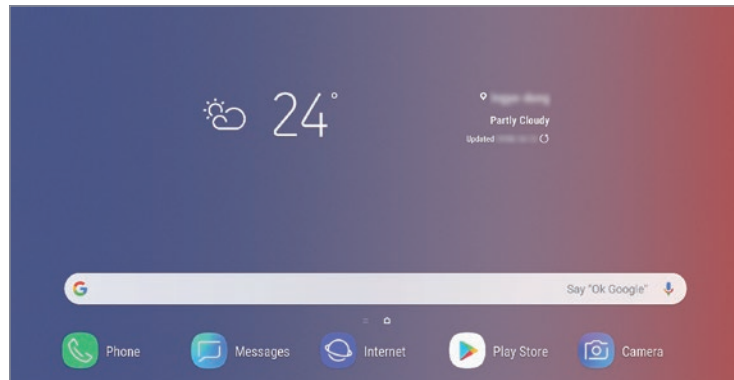 24°
Partly Cloudy
Updated
Say "Ok Google"
Phone
Messages
Internet
Play Store
Camera